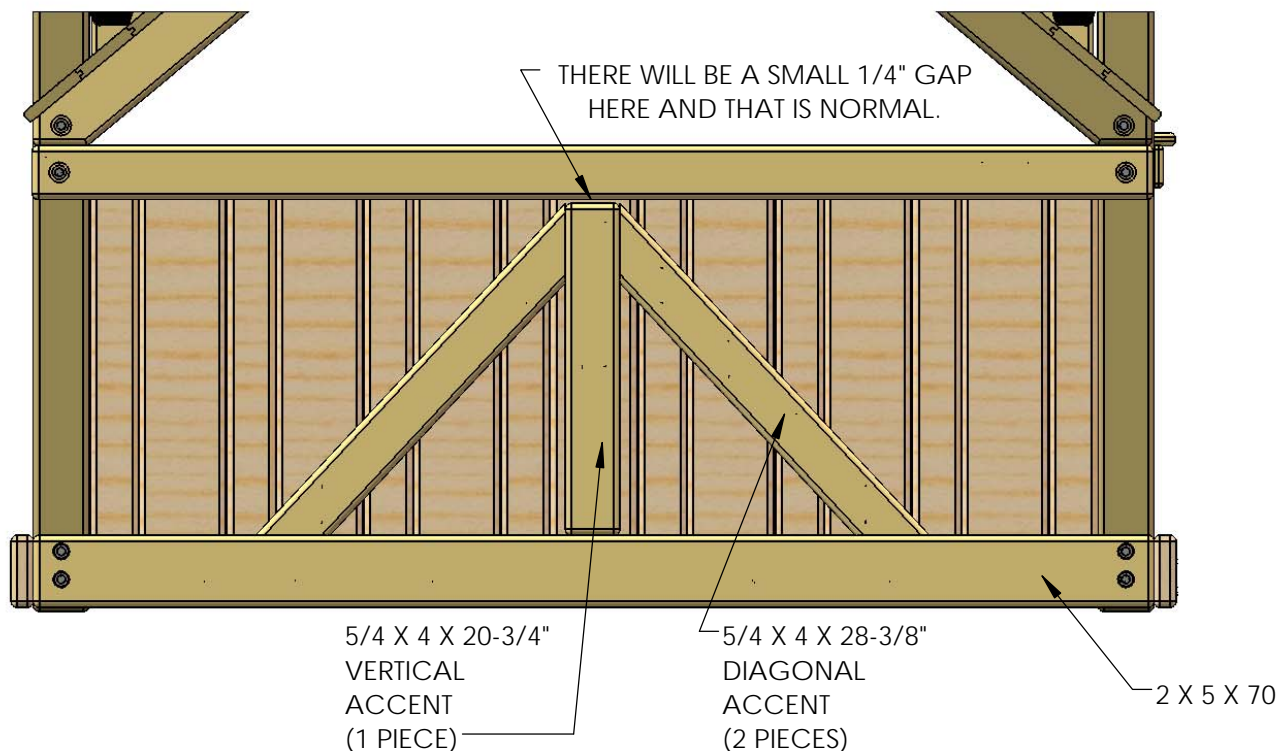 THERE WILL BE A SMALL 1/4" GAP
HERE AND THAT IS NORMAL.
5/4 X 4 X 20-3/4"
VERTICAL
ACCENT
(1 PIECE)
5/4 X 4 X 28-3/8"
DIAGONAL
ACCENT
(2 PIECES)
2 X 5 X 70